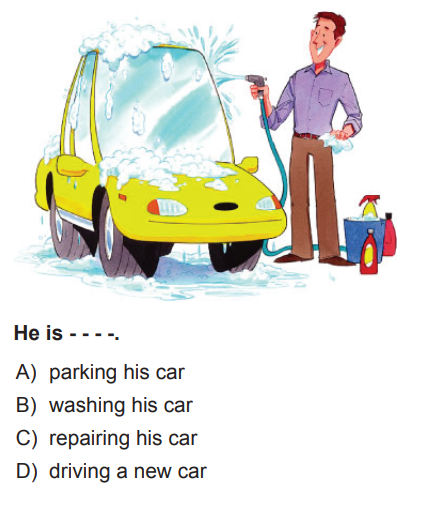 He is - - - -.
A) parking his car
B) washing his car
C) repairing his car
D) driving a new car